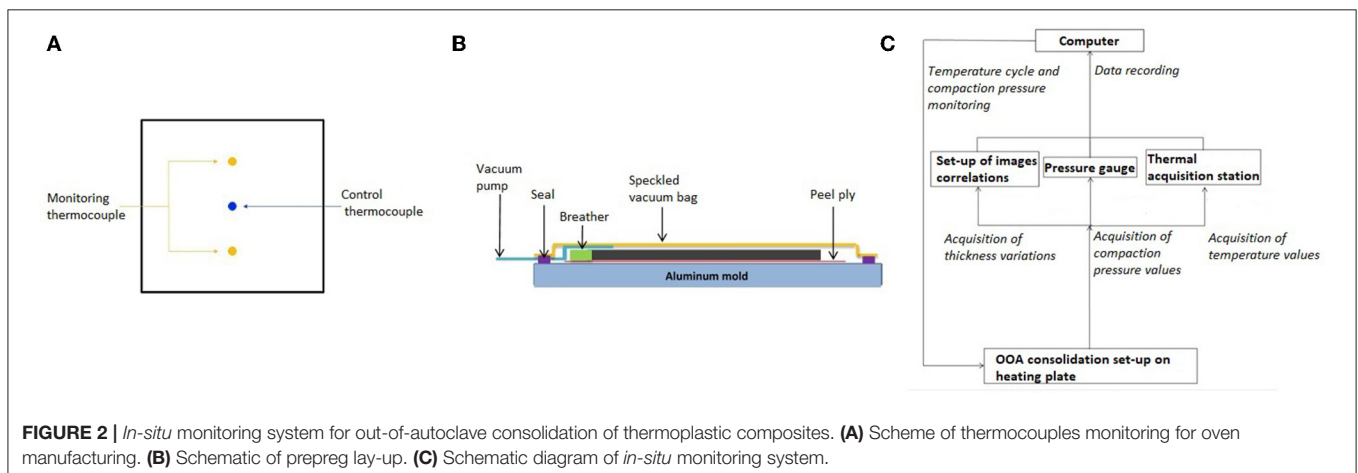 A
Monitoring
thermocouple
Control
thermocouple
B
Vacuum
pump
Seal
Breather
Speckled
vacuum bag
Peel ply
Aluminum mold
C
Computer
Temperature cycle and
compaction pressure
monitoring
Data recording
Set-up of images
correlations
Pressure gauge
Thermal
acquisition station
Acquisition of
thickness variations
Acquisition of
compaction
pressure values
Acquisition of
temperature values
OOA consolidation set-up on
heating plate
FIGURE 2 | In-situ monitoring system for out-of-autoclave consolidation of thermoplastic composites. (A) Scheme of thermocouples monitoring for oven
manufacturing. (B) Schematic of prepreg lay-up. (C) Schematic diagram of in-situ monitoring system.